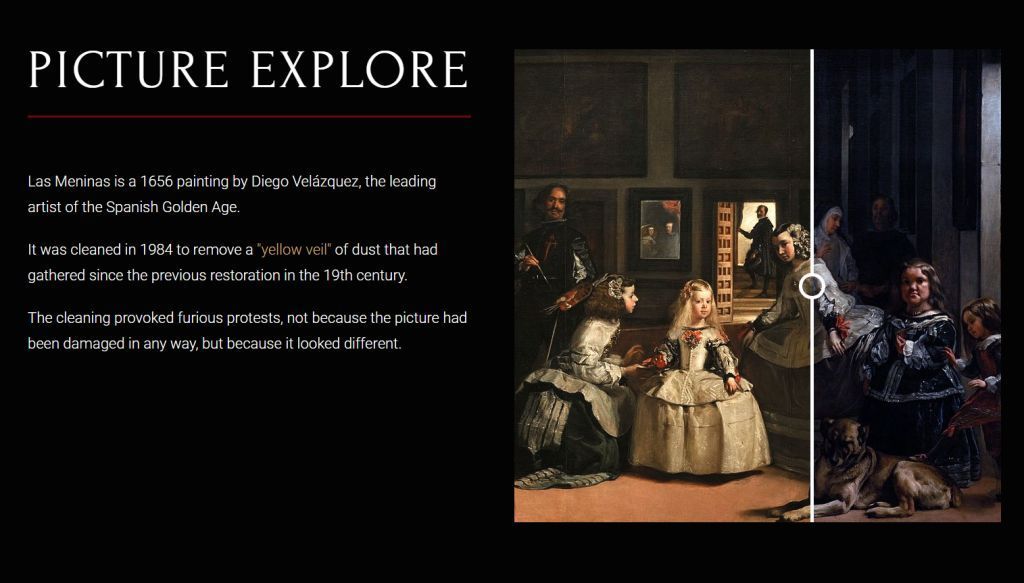 PICTURE EXPLORE
Las Meninas is a 1656 painting by Diego Velázquez, the leading
artist of the Spanish Golden Age.
It was cleaned in 1984 to remove a "yellow veil" of dust that had
gathered since the previous restoration in the 19th century.
The cleaning provoked furious protests, not because the picture had
been damaged in any way, but because it looked different.